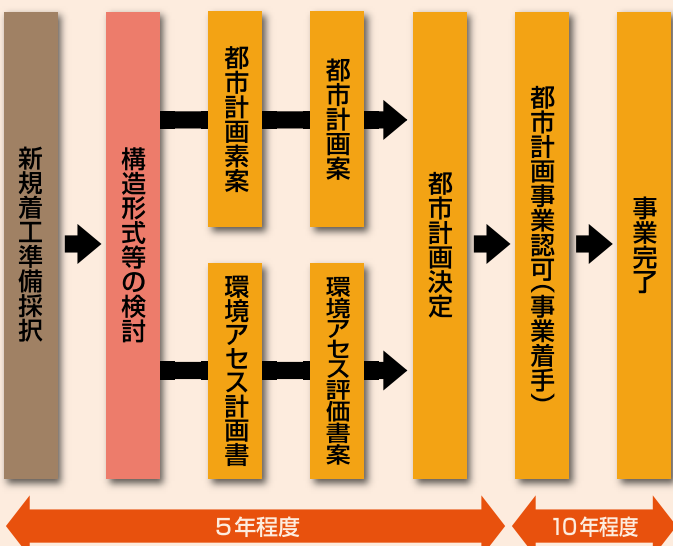 新規着工準備採択
構造形式等の検討
都市計画素案
都市計画案
環境アセス計画書
環境アセス評価書案
都市計画決定
都市計画事業認可(事業着手)
事業完了
5年程度
10年程度